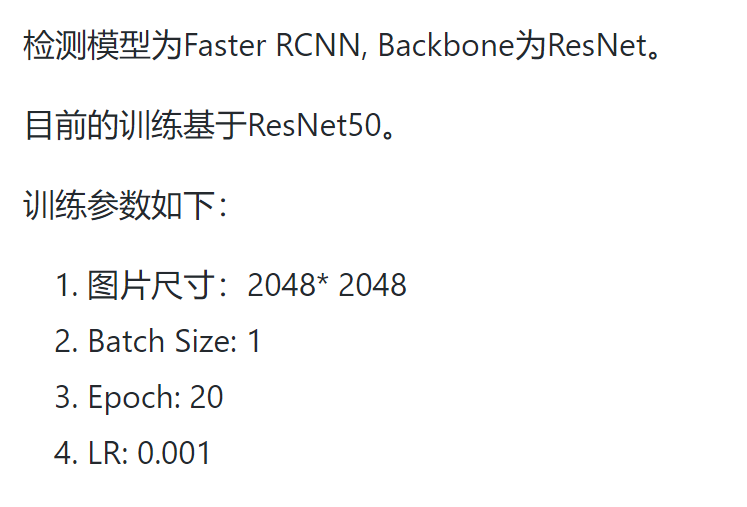 检测模型为Faster RCNN, Backbone为ResNet。
目前的训练基于ResNet50。
训练参数如下：
1. 图片尺寸：2048* 2048
2. Batch Size: 1
3. Epoch: 20
4. LR: 0.001